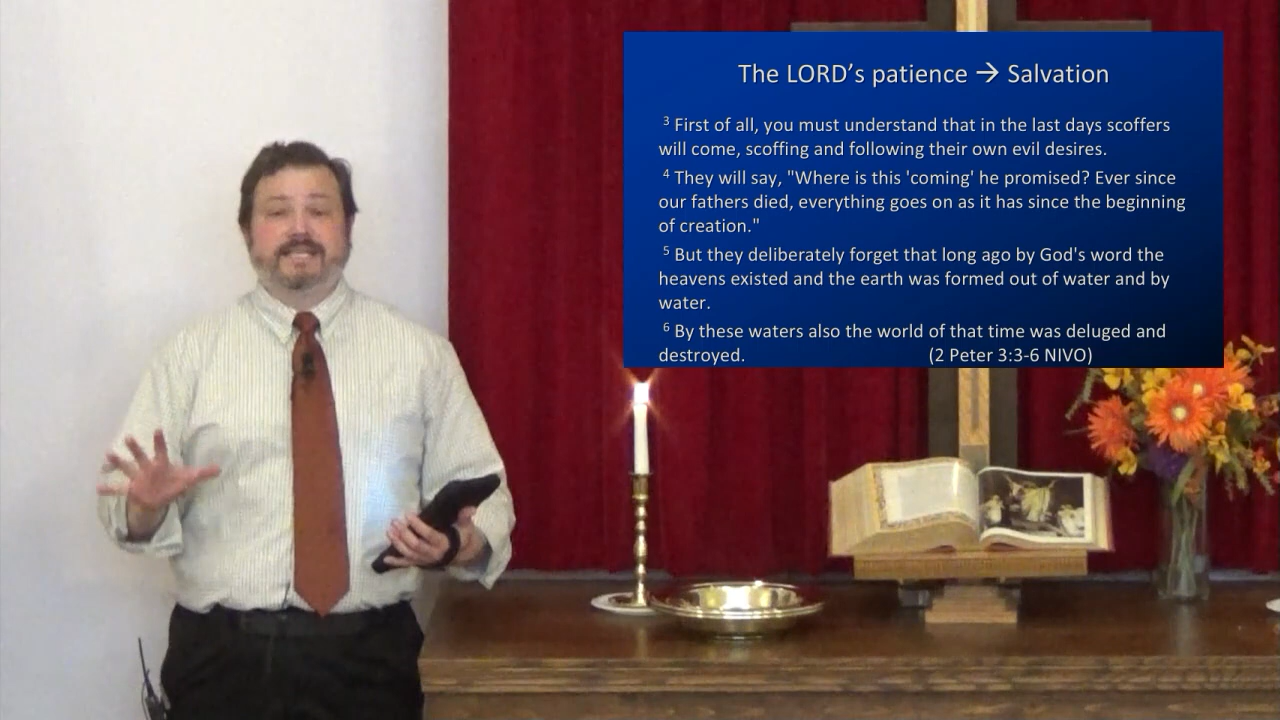 The LORD’s patience → Salvation
3 First of all, you must understand that in the last days scoffers
will come, scoffing and following their own evil desires.
4 They will say, "Where is this 'coming' he promised? Ever since
our fathers died, everything goes on as it has since the beginning
of creation."
5 But they deliberately forget that long ago by God's word the
heavens existed and the earth was formed out of water and by
water.
6 By these waters also the world of that time was deluged and
destroyed. (2 Peter 3:3-6 NIVO)